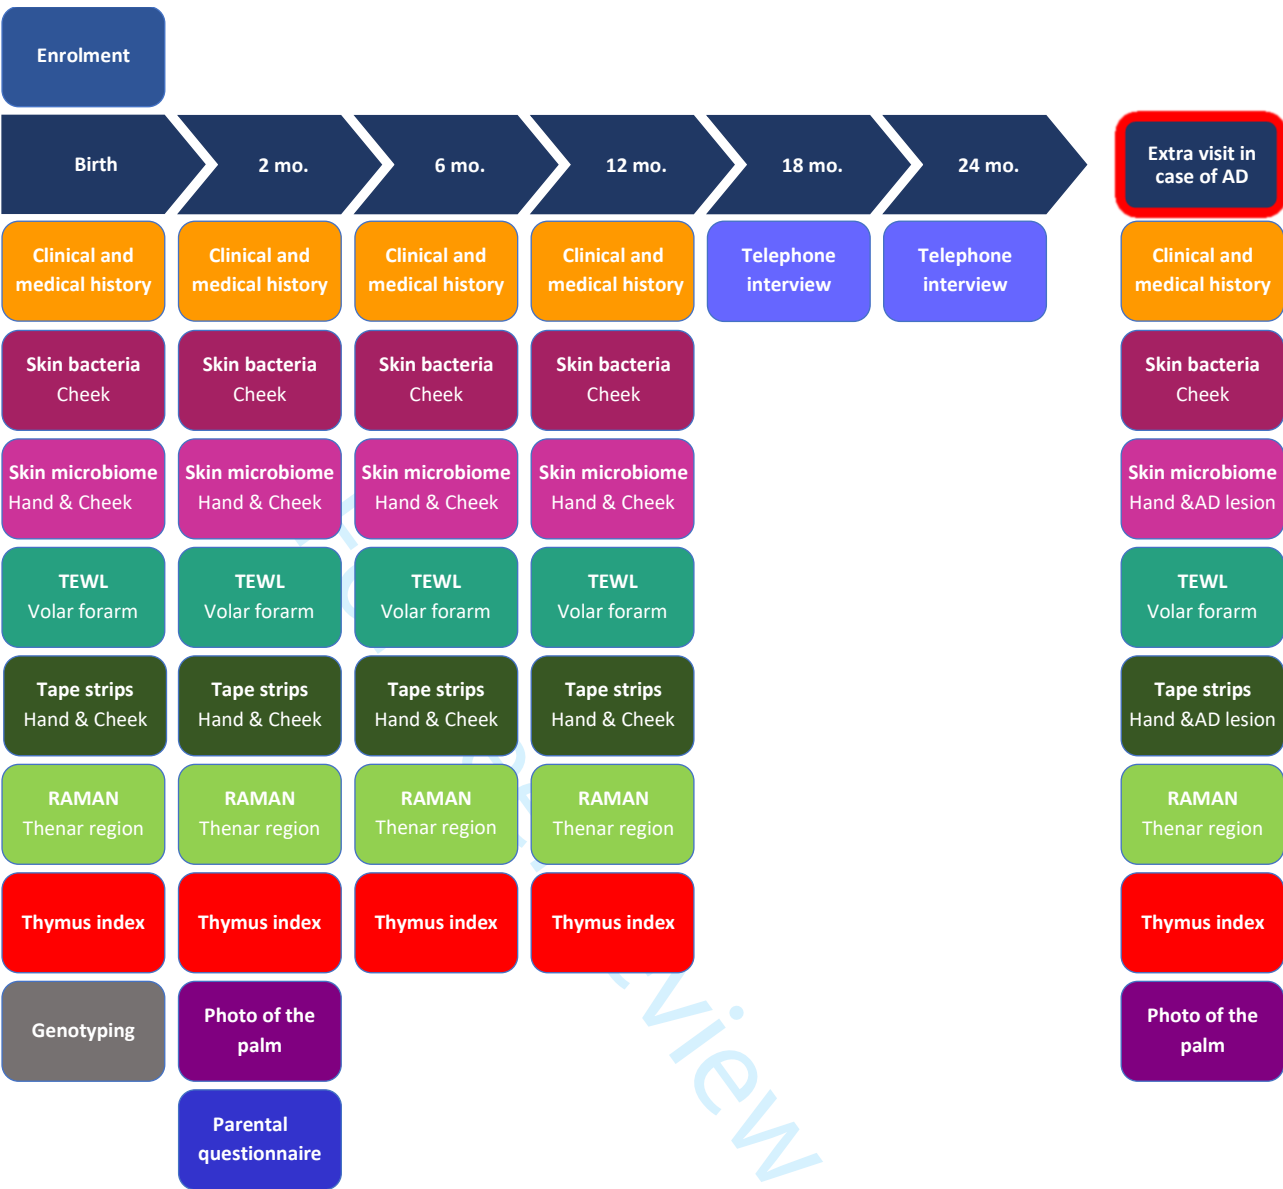 Enrolment
Birth
2 mo.
6 mo.
12 mo.
18 mo.
24 mo.
Extra visit in
case of AD
Clinical and
medical history
Clinical and
medical history
Clinical and
medical history
Clinical and
medical history
Telephone
interview
Telephone
interview
Clinical and
medical history
Skin bacteria
Cheek
Skin bacteria
Cheek
Skin bacteria
Cheek
Skin bacteria
Cheek
Skin bacteria
Cheek
Skin microbiome
Hand & Cheek
Skin microbiome
Hand & Cheek
Skin microbiome
Hand & Cheek
Skin microbiome
Hand & Cheek
Skin microbiome
Hand &AD lesion
TEWL
Volar forarm
TEWL
Volar forarm
TEWL
Volar forarm
TEWL
Volar forarm
TEWL
Volar forarm
Tape strips
Hand & Cheek
Tape strips
Hand & Cheek
Tape strips
Hand & Cheek
Tape strips
Hand & Cheek
Tape strips
Hand &AD lesion
RAMAN
Thenar region
RAMAN
Thenar region
RAMAN
Thenar region
RAMAN
Thenar region
RAMAN
Thenar region
Thymus index
Thymus index
Thymus index
Thymus index
Thymus index
Genotyping
Photo of the
palm
Photo of the
palm
Parental
questionnaire